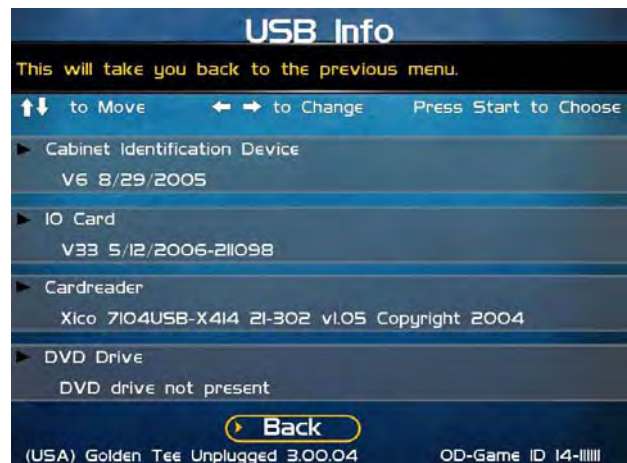 USB Info
This will take you back to the previous menu.
to Move to Change Press Start to Choose
Cabinet Identification Device
V6 8/29/2005
IO Card
V33 5/12/2006-211098
Cardreader
Xico 7104USB-X414 21-302 v1.05 Copyright 2004
DVD Drive
DVD drive not present
Back
(USA) Golden Tee Unplugged 3.00.04 OD-Game ID 14-111111